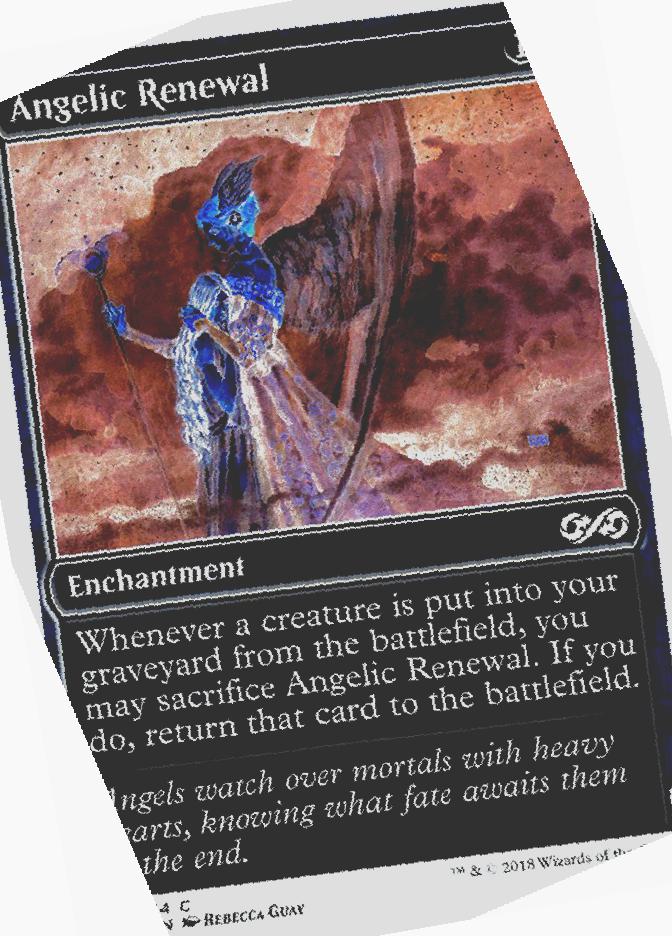 Angelic Renewal
Enchantment
Whenever a creature is put into your
graveyard from the battlefield, you
may sacrifice Angelic Renewal. If you
do, return that card to the battlefield.
watch over mortals with heavy
knowing what fate awaits them
the end.
™ & © 2018 Wizards of
C
REBECCA GUAY